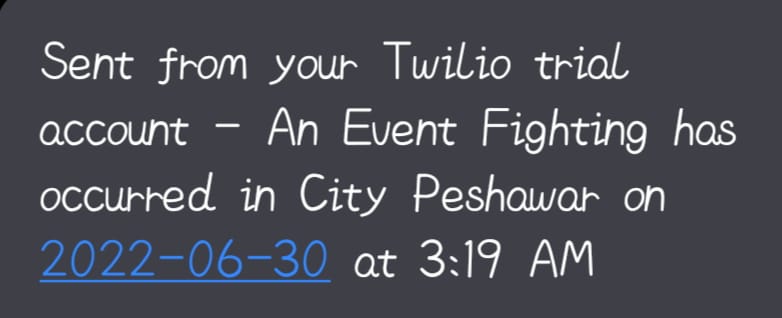 Sent from your Twilio trial
account - An Event Fighting has
occurred in City Peshawar on
2022-06-30 at 3:19 AM